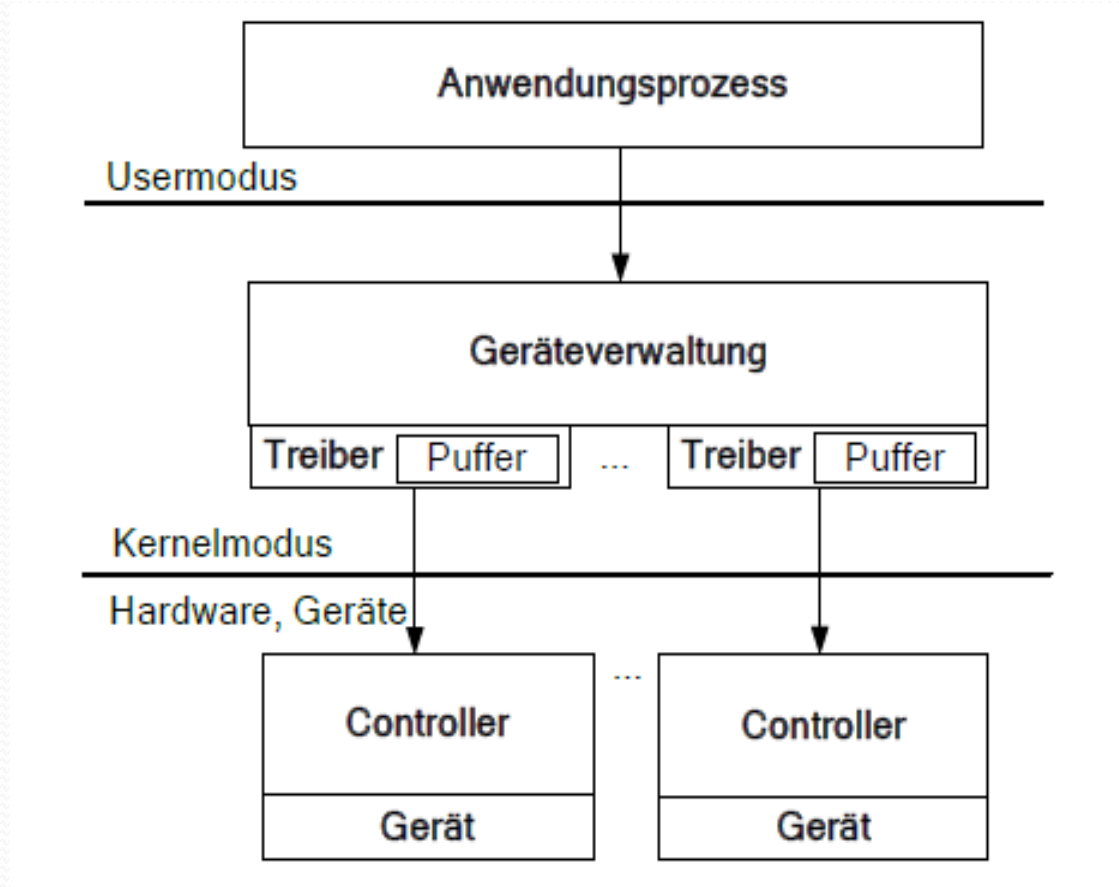 Anwendungsprozess
Usermodus
Geräteverwaltung
Treiber Puffer ... Treiber Puffer
Kernelmodus
Hardware, Geräte
...
Controller Controller
Gerät Gerät